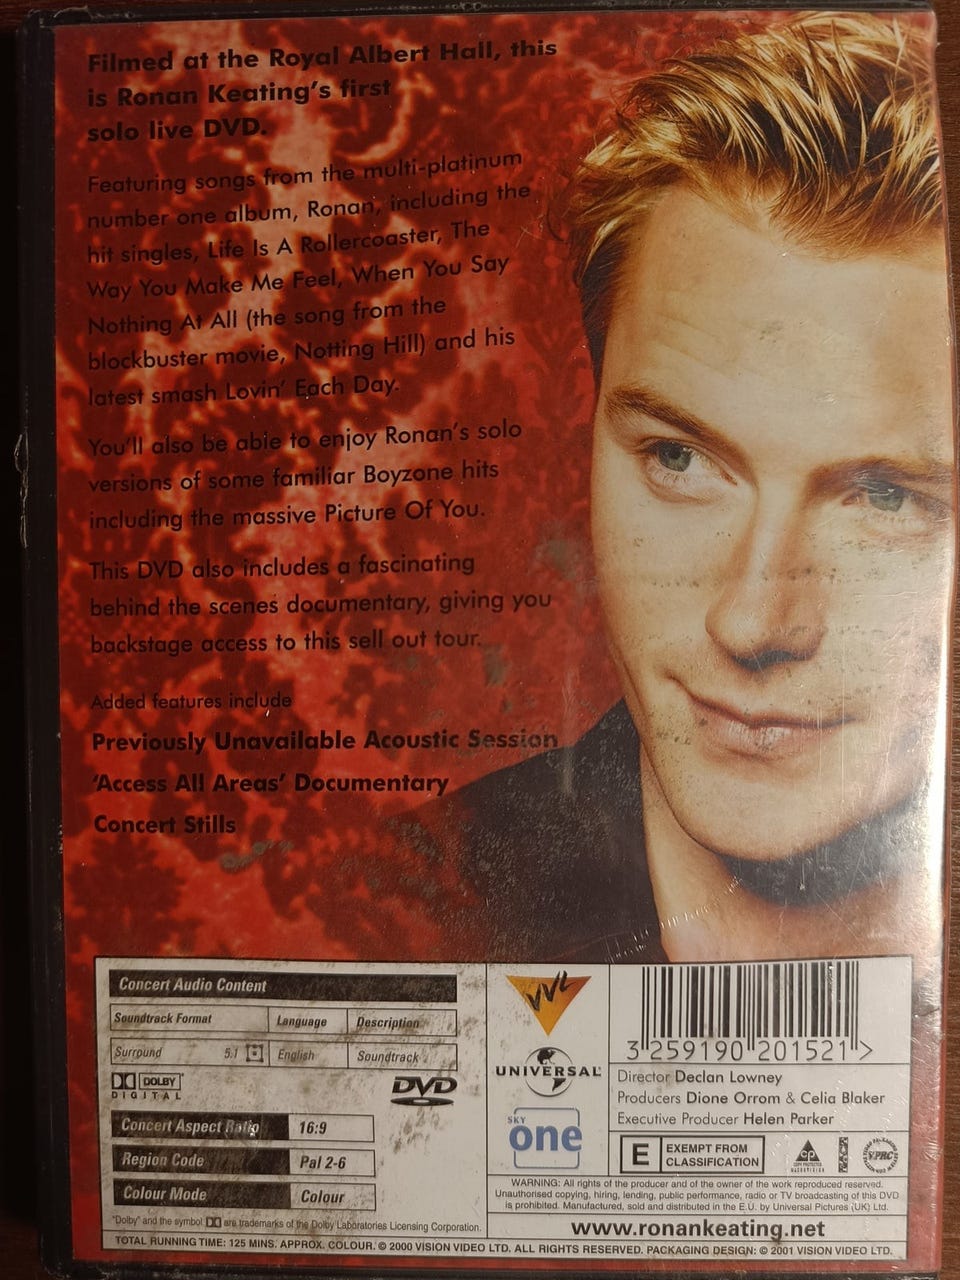 Filmed at the Royal Albert Hall, this
is Ronan Keating's first
solo live DVD.
Featuring songs from the multi-platinum
number one album, Ronan, including the
hit singles, Life Is A Rollercoaster, The
Way You Make Me Feel, When You Say
Nothing At All (the song from the
blockbuster movie, Notting Hill) and his
latest smash Lovin' Each Day.
You'll also be able to enjoy Ronan's solo
versions of some familiar Boyzone hits
including the massive Picture Of You.
This DVD also includes a fascinating
behind the scenes documentary, giving you
backstage access to this sell out tour.
Added features include
Previously Unavailable Acoustic Session
'Access All Areas' Documentary
Concert Stills
Concert Audio Content
Soundtrack Format Language Description
Surround 5.1 English Soundtrack
DOLBY
DIGITAL
DVD
Concert Aspect Ratio 16:9
Region Code Pal 2-6
Colour Mode Colour
"Dolby" and the symbol are trademarks of the Dolby Laboratories Licensing Corporation.
VVL
UNIVERSAL
SKY
one
3 259190 201521 >
Director Declan Lowney
Producers Dione Orrom & Celia Blaker
Executive Producer Helen Parker
E EXEMPT FROM
CLASSIFICATION
CP
COPY PROTECTED
MACROVISION
VPRC
WARNING: All rights of the producer and of the owner of the work reproduced reserved.
Unauthorised copying, hiring, lending, public performance, radio or TV broadcasting of this DVD
is prohibited. Manufactured, sold and distributed in the E.U. by Universal Pictures (UK) Ltd.
www.ronankeating.net
TOTAL RUNNING TIME: 125 MINS. APPROX. COLOUR. © 2000 VISION VIDEO LTD. ALL RIGHTS RESERVED. PACKAGING DESIGN: © 2001 VISION VIDEO LTD.